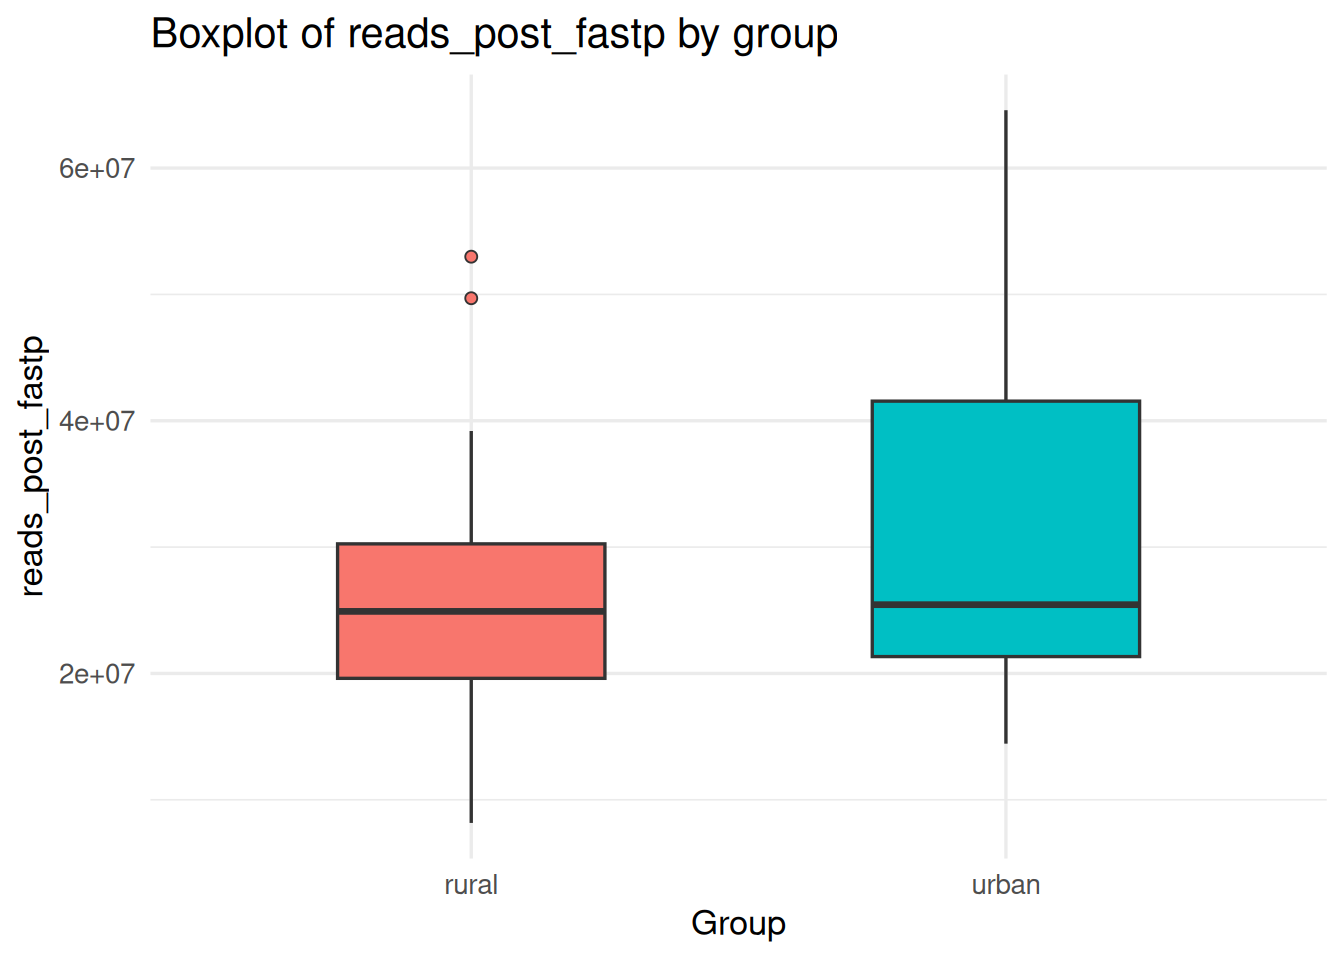 Boxplot of reads_post_fastp by group
reads_post_fastp
6e+07
4e+07
2e+07
rural
urban
Group